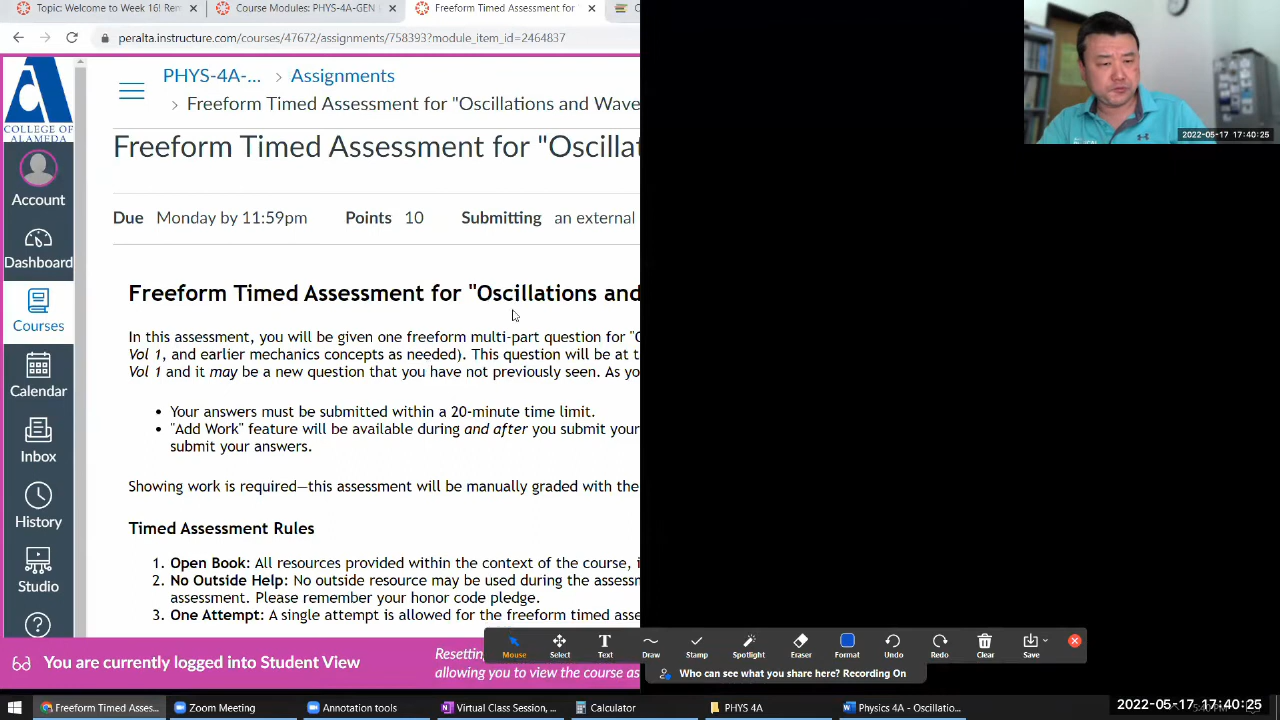 Topic: Welcome to Week 16! Rem
Course Modules: PHYS-4A-GEN
Freeform Timed Assessment for
peralta.instructure.com/courses/47672/assignments/758393?module_item_id=2464837
COLLEGE OF
ALAMEDA
Account
Dashboard
Courses
Calendar
Inbox
History
Studio
PHYS-4A-... > Assignments
> Freeform Timed Assessment for "Oscillations and Wave
Freeform Timed Assessment for "Oscillat
Due Monday by 11:59pm Points 10 Submitting an external
Freeform Timed Assessment for "Oscillations and
In this assessment, you will be given one freeform multi-part question for "O
Vol 1, and earlier mechanics concepts as needed). This question will be at t
Vol 1 and it may be a new question that you have not previously seen. As yo
• Your answers must be submitted within a 20-minute time limit.
• "Add Work" feature will be available during and after you submit your
submit your answers.
Showing work is required—this assessment will be manually graded with the
Timed Assessment Rules
1. Open Book: All resources provided within the context of the course, i
2. No Outside Help: No outside resource may be used during the assessm
assessment. Please remember your honor code pledge.
3. One Attempt: A single attempt is allowed for the freeform timed asse
You are currently logged into Student View
Resetting
allowing you to view the course as
Mouse Select Text Draw Stamp Spotlight Eraser Format Undo Redo Clear Save
Who can see what you share here? Recording On
2022-05-17 17:40:25
Freeform Timed Asses...
Zoom Meeting
Annotation tools
Virtual Class Session, ...
Calculator
PHYS 4A
Physics 4A - Oscillatio...
2022-05-17 17:40:25